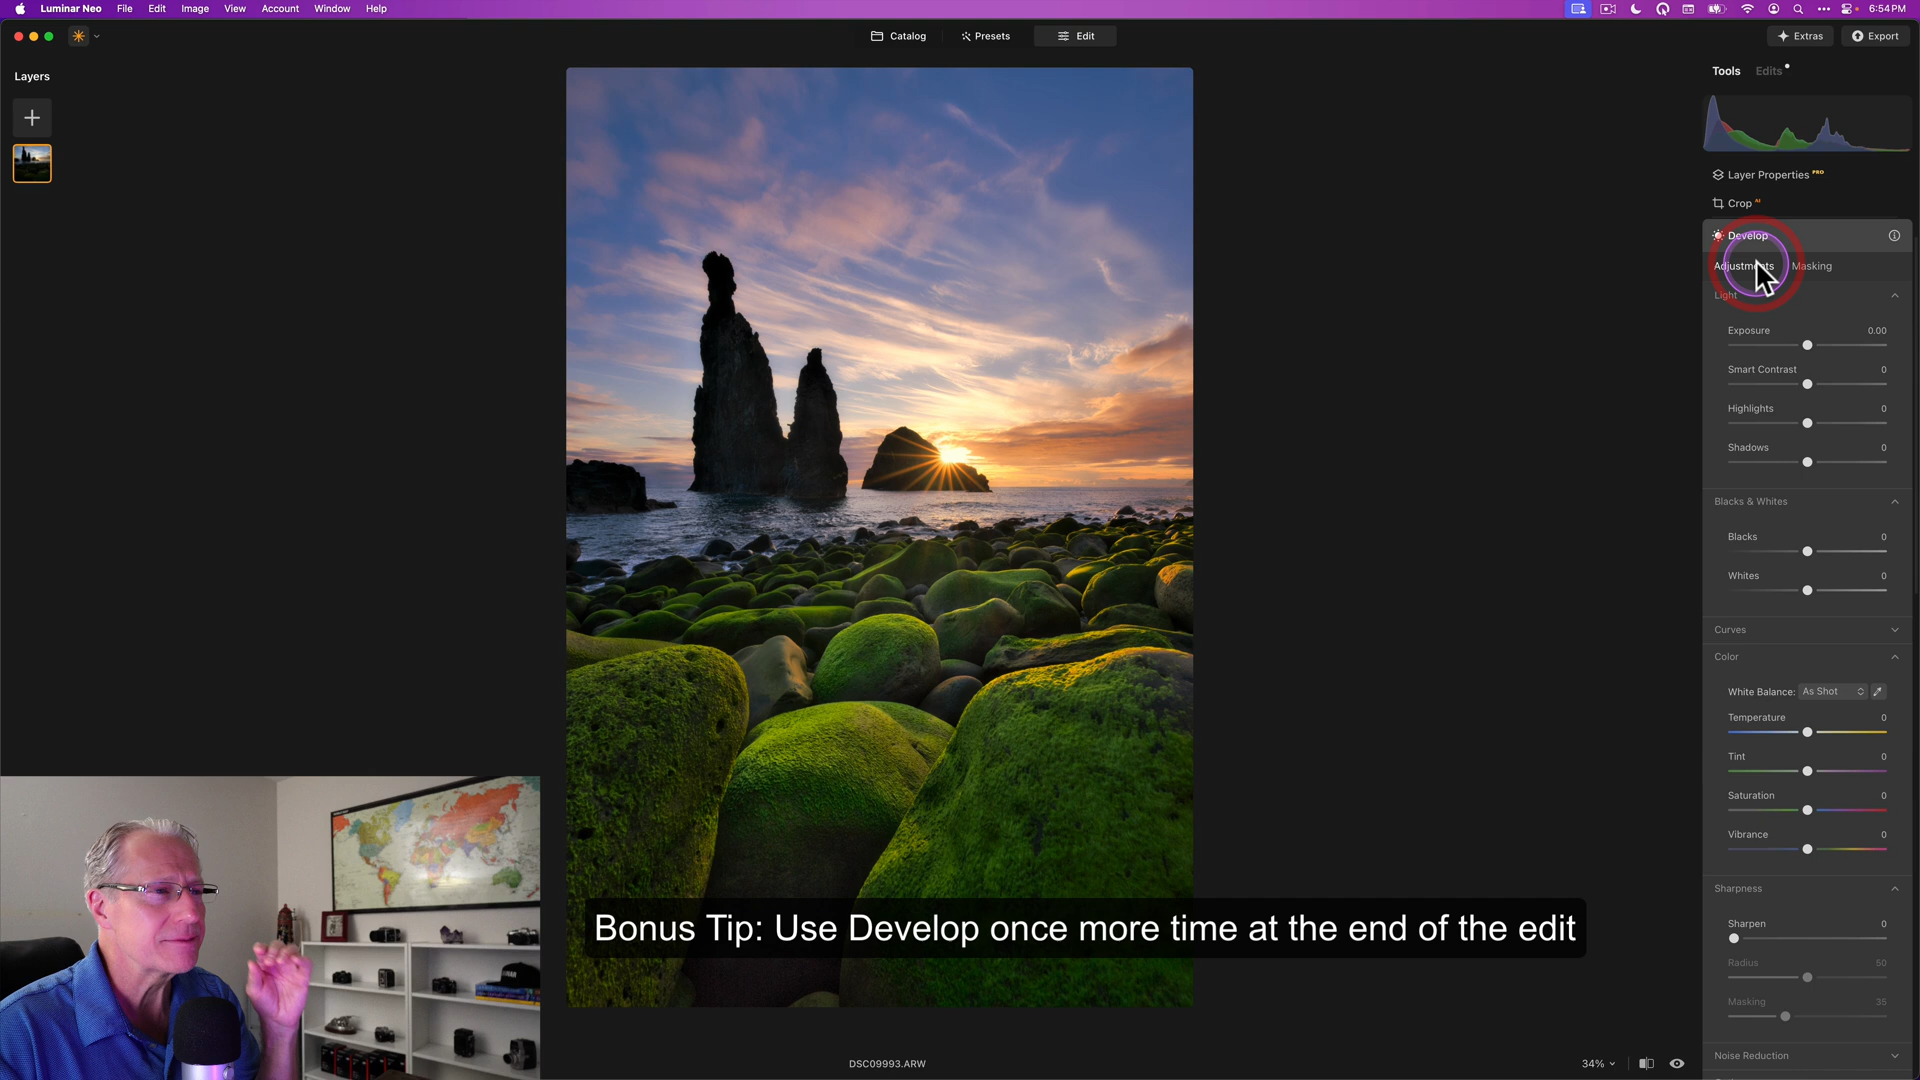 Luminar Neo File Edit Image View Account Window Help 6:54PM
Catalog Presets Edit Extras Export
Layers
Tools Edits
Layer Properties PRO
Crop AI
Develop
Adjustments Masking
Light
Exposure 0.00
Smart Contrast 0
Highlights 0
Shadows 0
Blacks & Whites
Blacks 0
Whites 0
Curves
Color
White Balance: As Shot
Temperature 0
Tint 0
Saturation 0
Vibrance 0
Sharpness
Sharpen 0
Radius 50
Masking 35
Noise Reduction
Bonus Tip: Use Develop once more time at the end of the edit
DSC09993.ARW
34%